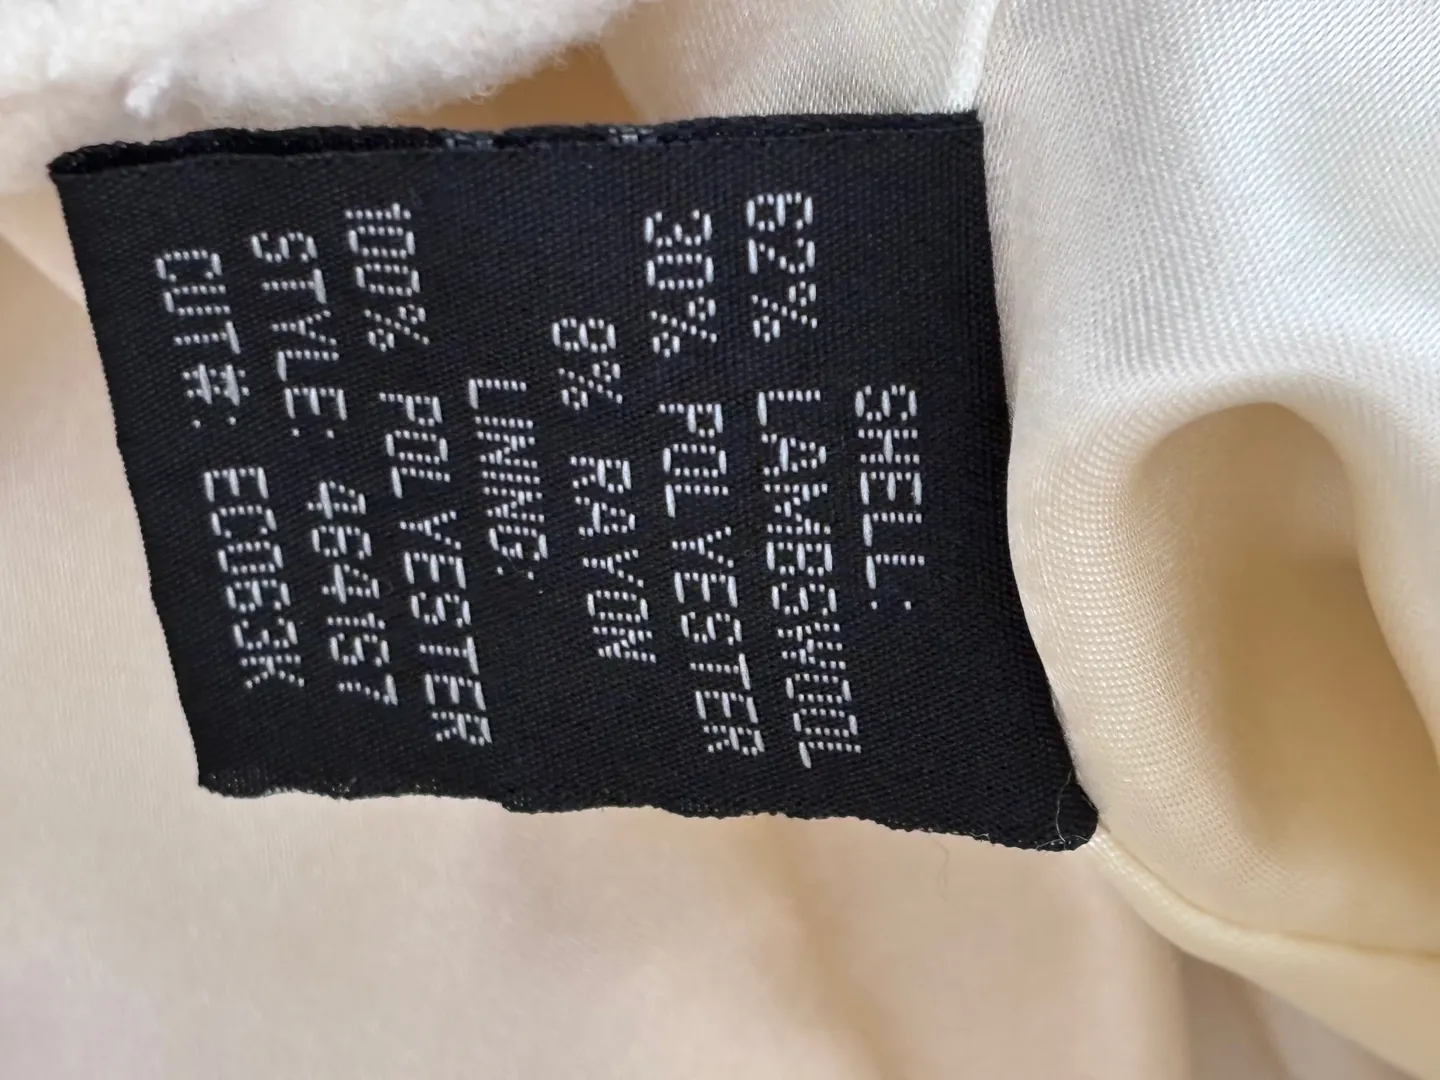 SHELL:
62% LAMBSWOOL
30% POLYESTER
8% RAYON
LINING:
100% POLYESTER
STYLE: 464157
CUT#: EC063K